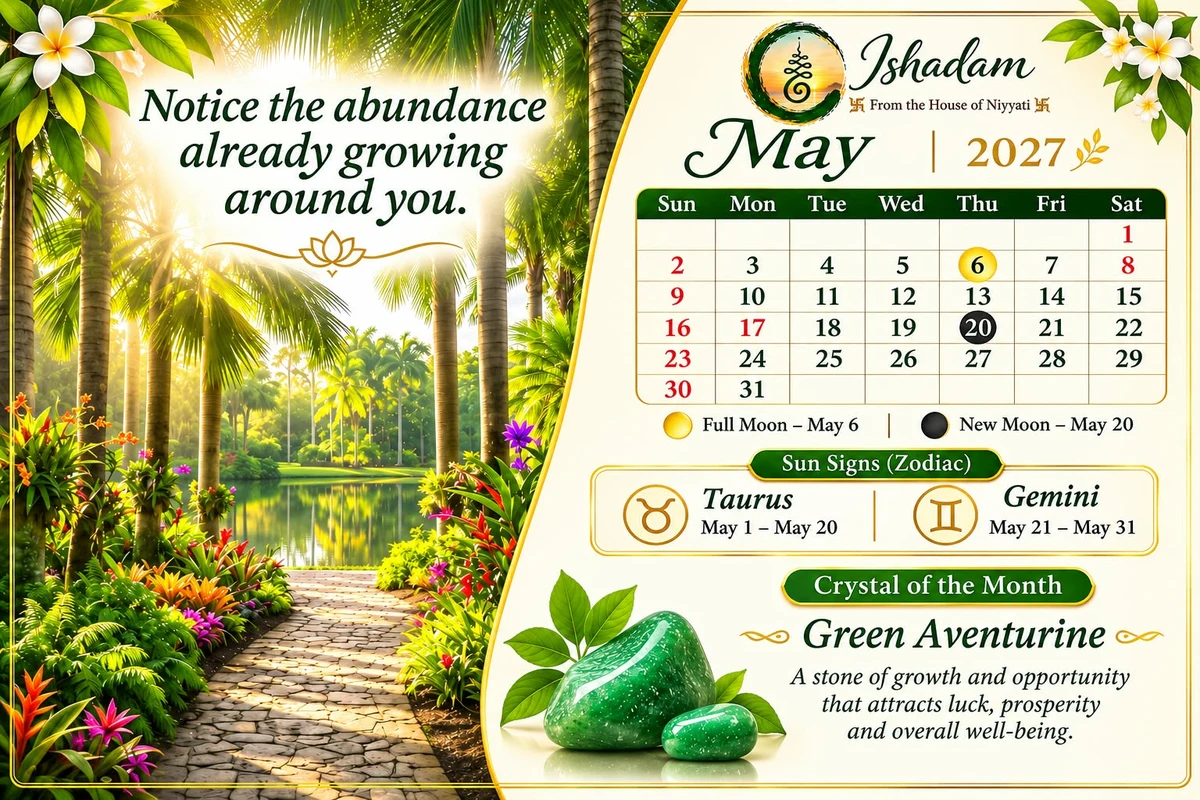 Notice the abundance
already growing
around you.
Ishadam
卐 From the House of Niyyati 卐
May | 2027
Sun Mon Tue Wed Thu Fri Sat
1
2 3 4 5 6 7 8
9 10 11 12 13 14 15
16 17 18 19 20 21 22
23 24 25 26 27 28 29
30 31
Full Moon – May 6 | New Moon – May 20
Sun Signs (Zodiac)
Taurus
May 1 – May 20
Gemini
May 21 – May 31
Crystal of the Month
Green Aventurine
A stone of growth and opportunity
that attracts luck, prosperity
and overall well-being.